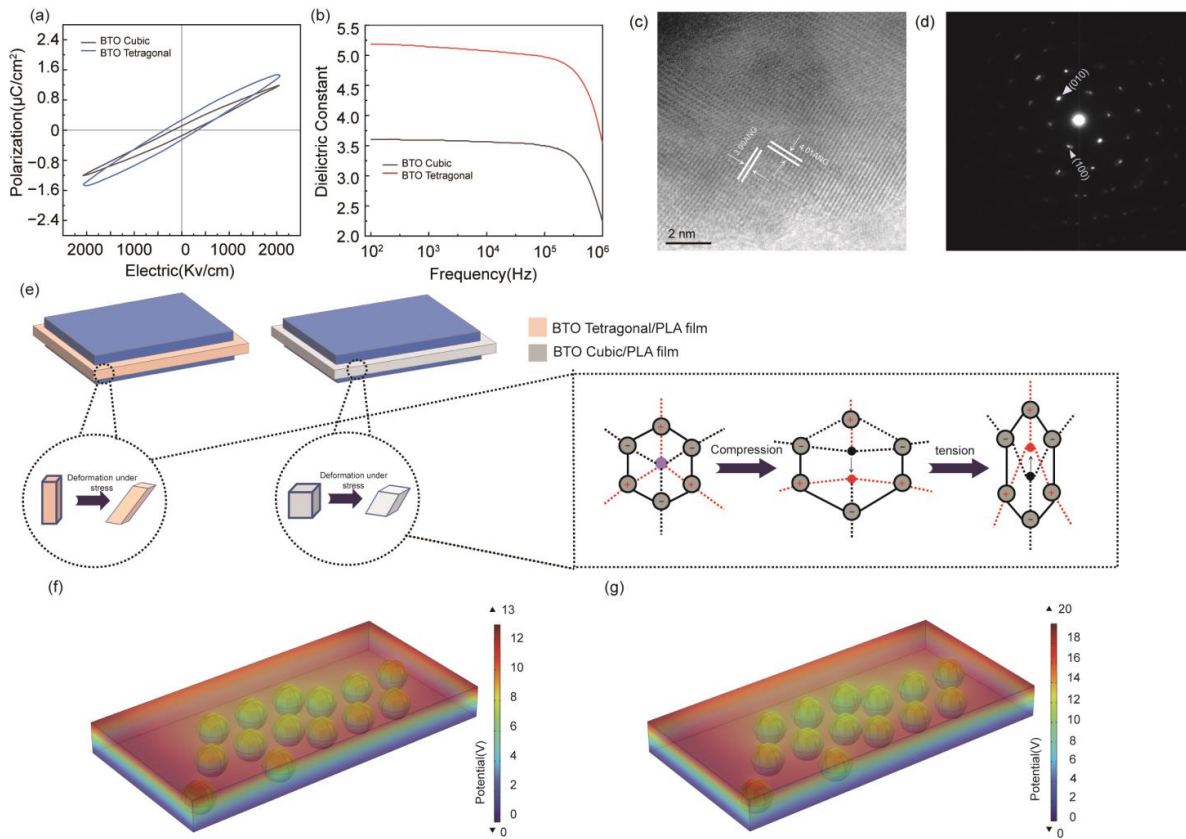 (a)
BTO Cubic
BTO Tetragonal
Polarization(μC/cm²)
2.4
1.6
0.8
0
−0.8
−1.6
−2.4
2000 1000 0 1000 2000
Electric(Kv/cm)
(b)
Dielectric Constant
5.5
5.0
4.5
4.0
3.5
3.0
2.5
2.0
BTO Cubic
BTO Tetragonal
10² 10³ 10⁴ 10⁵ 10⁶
Frequency(Hz)
(c)
3.99ANG
4.01ANG
2 nm
(d)
(010)
(100)
(e)
BTO Tetragonal/PLA film
BTO Cubic/PLA film
Deformation under
stress
Deformation under
stress
Compression
tension
+
−
−
+
+
−
+
−
−
+
+
−
+
−
−
+
+
−
(f)
▲ 13
12
10
8
6
4
3
0
▼ 0
Potential(V)
(g)
▲ 20
18
16
14
12
10
8
6
4
2
0
▼ 0
Potential(V)